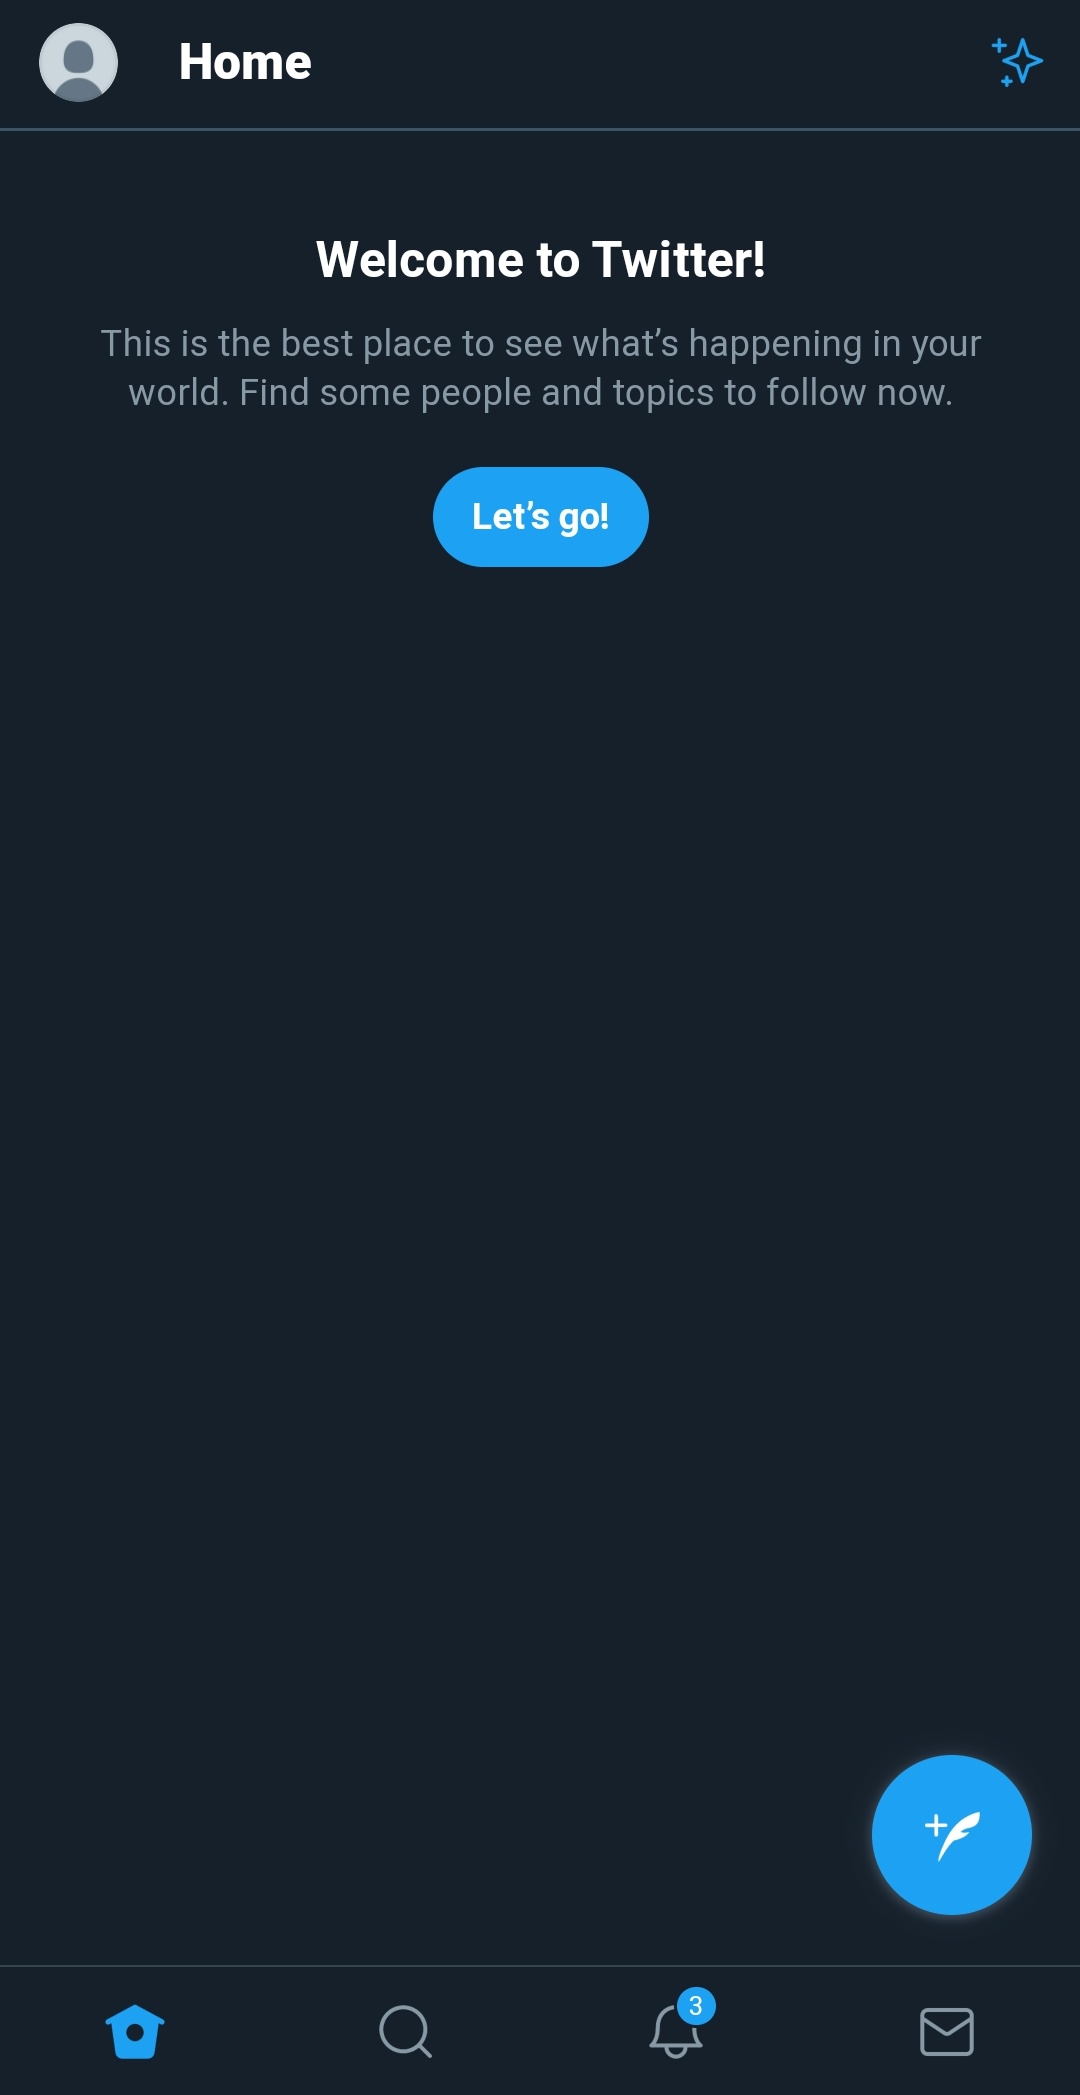 Home
Welcome to Twitter!
This is the best place to see what’s happening in your
world. Find some people and topics to follow now.
Let’s go!
3